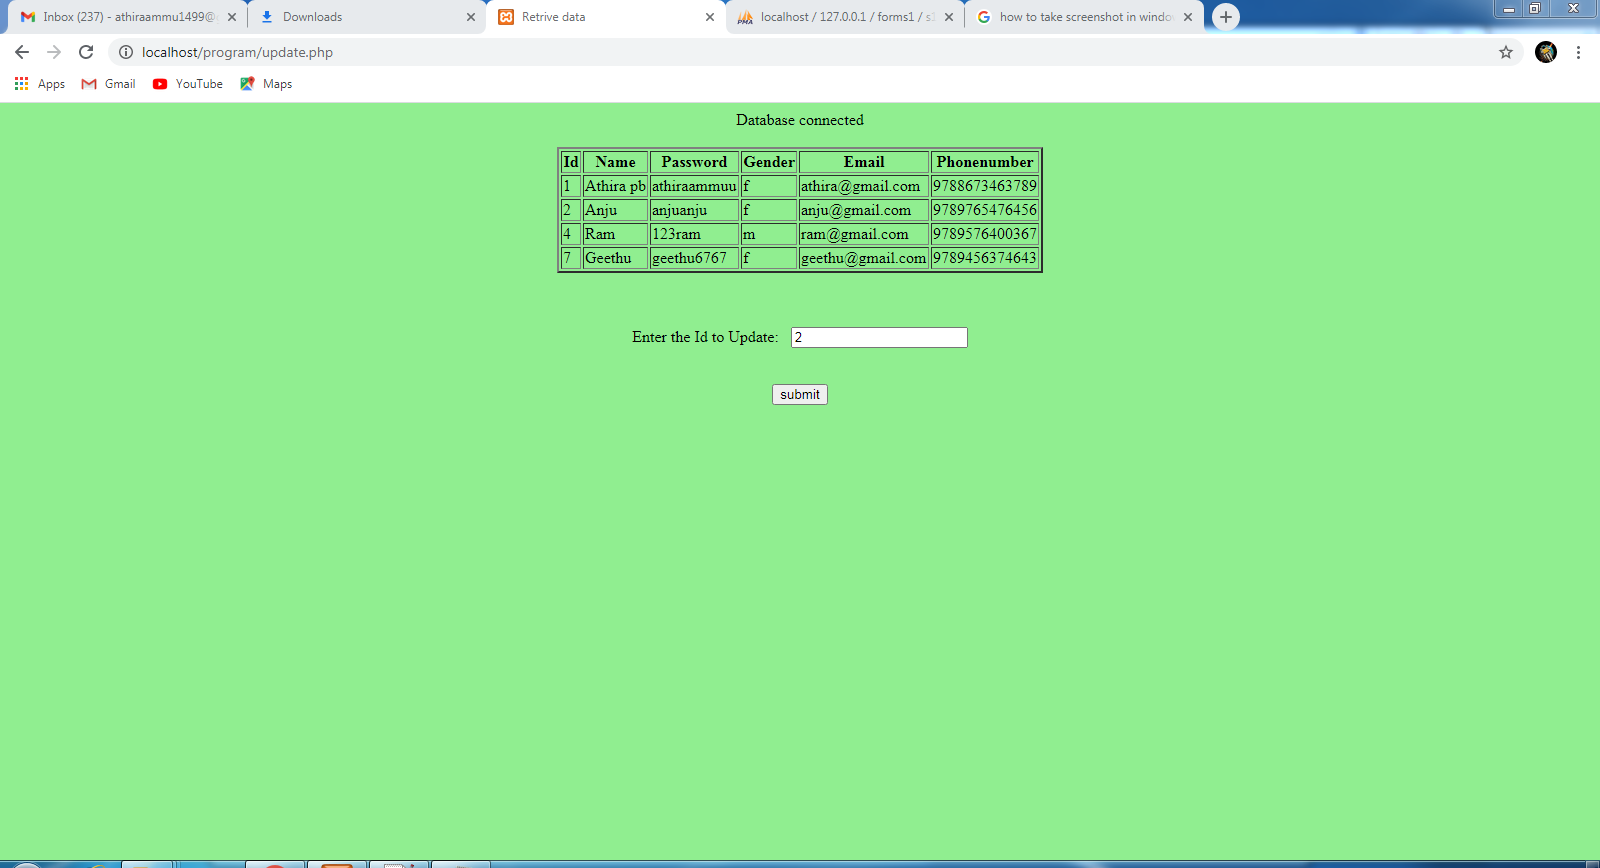 Inbox (237) - athiraammu1499@
Downloads
Retrive data
localhost / 127.0.0.1 / forms1 / s
how to take screenshot in windo
localhost/program/update.php
Apps Gmail YouTube Maps
Database connected
Id Name Password Gender Email Phonenumber
1 Athira pb athiraammuu f athira@gmail.com 9788673463789
2 Anju anjuanju f anju@gmail.com 9789765476456
4 Ram 123ram m ram@gmail.com 9789576400367
7 Geethu geethu6767 f geethu@gmail.com 9789456374643
Enter the Id to Update: 2
submit